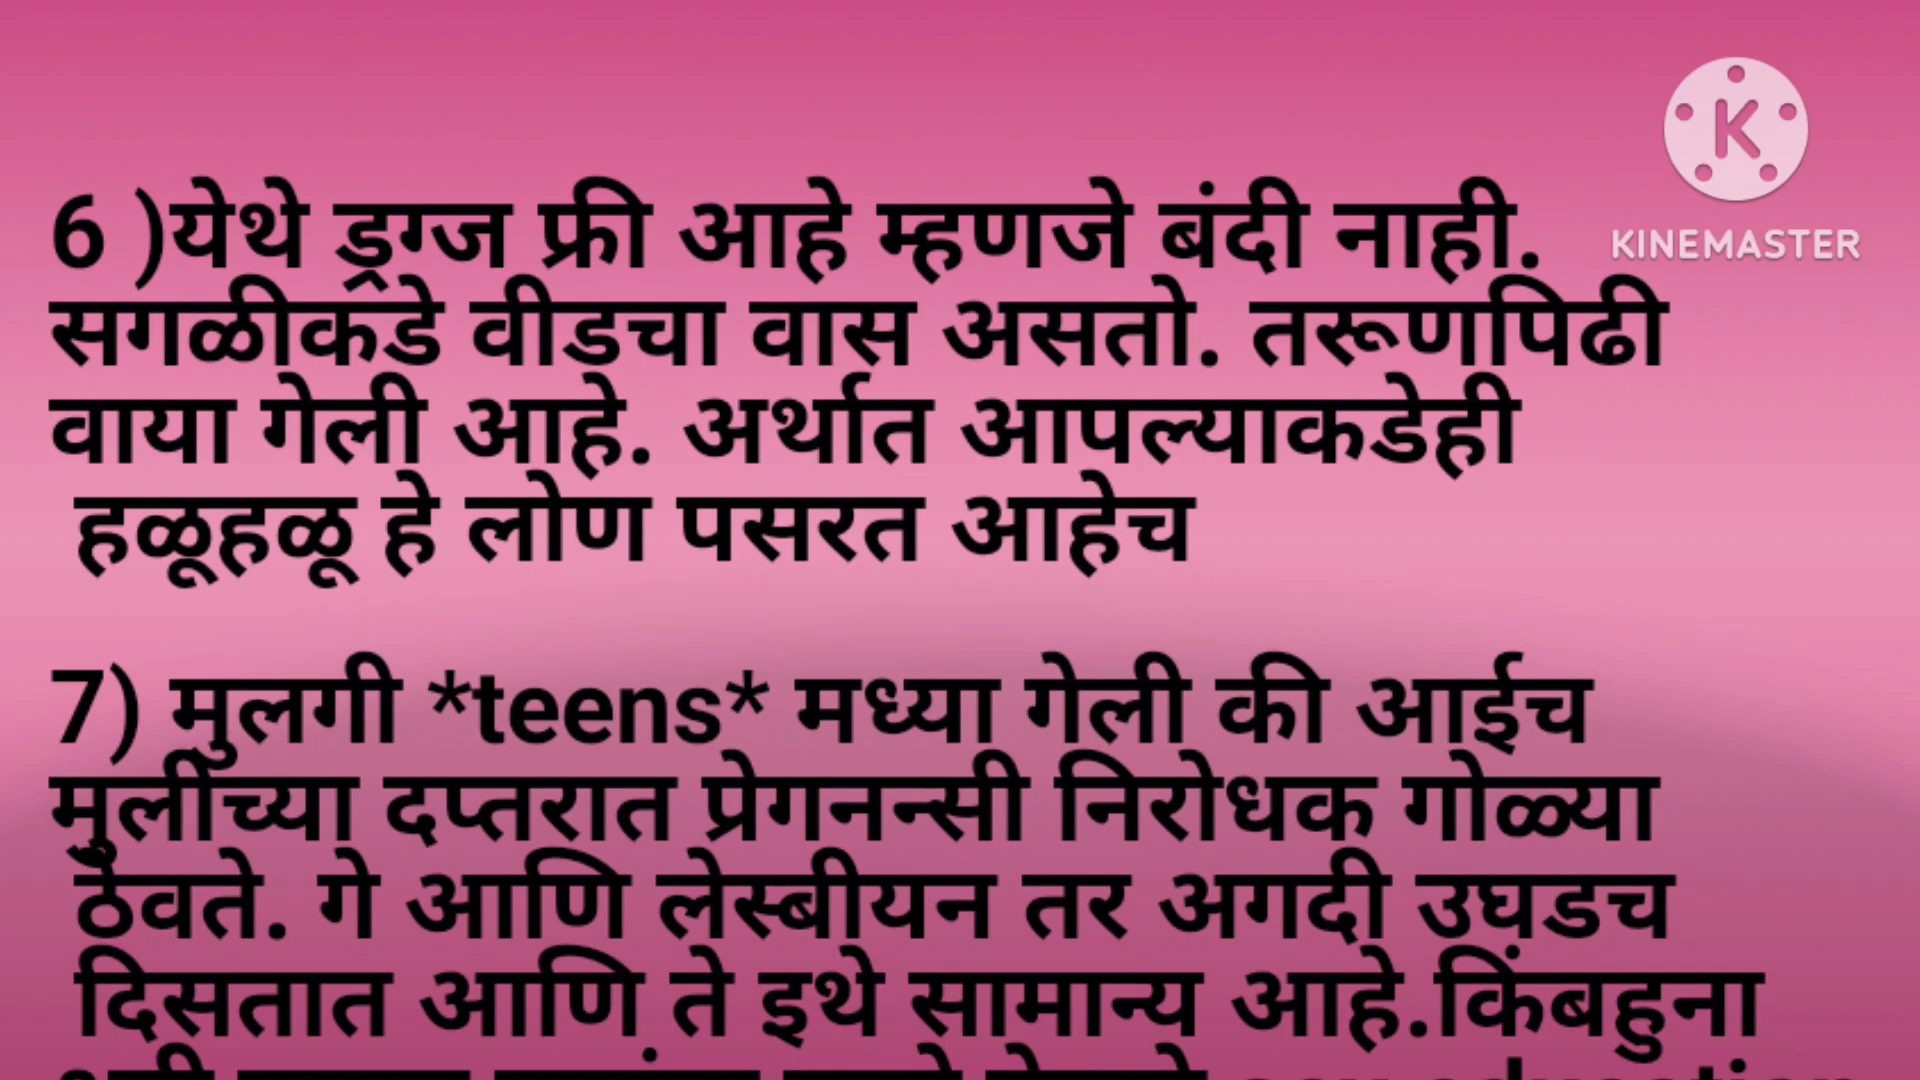 6 )येथे ड्रग्ज फ्री आहे म्हणजे बंदी नाही.
सगळीकडे वीडचा वास असतो. तरूणपिढी
वाया गेली आहे. अर्थात आपल्याकडेही
हळूहळू हे लोण पसरत आहेच
7) मुलगी *teens* मध्या गेली की आईच
मुलीच्या दप्तरात प्रेगनन्सी निरोधक गोळ्या
ठेवते. गे आणि लेस्बीयन तर अगदी उघडच
दिसतात आणि ते इथे सामान्य आहे.किंबहुना
KINEMASTER